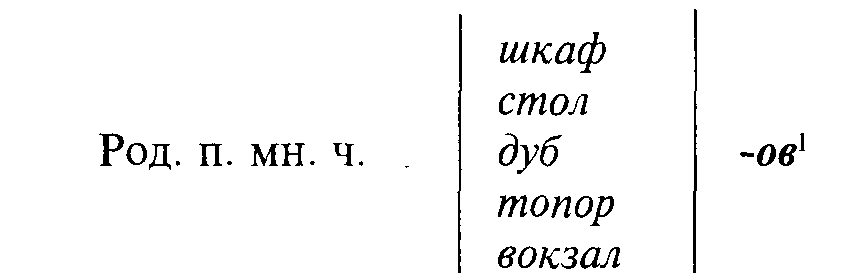 шкаф
стол
Род. п. мн. ч. дуб -ов¹
топор
вокзал